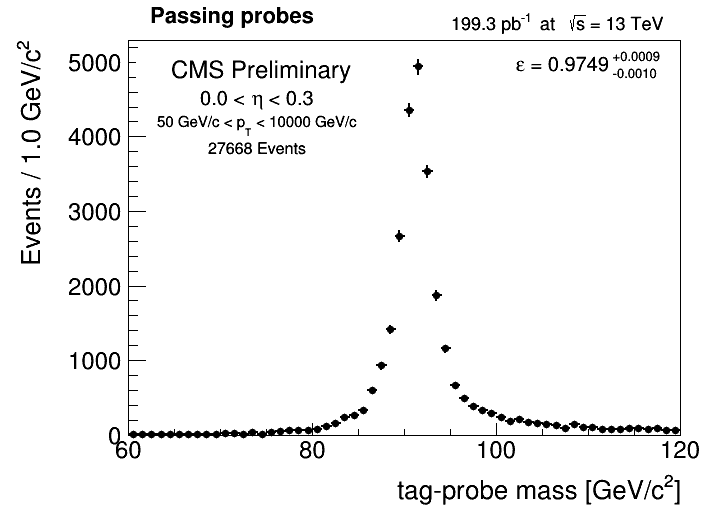 Passing probes
199.3 pb⁻¹ at √s = 13 TeV
CMS Preliminary
0.0 < η < 0.3
50 GeV/c < p_T < 10000 GeV/c
27668 Events
ε = 0.9749 +0.0009 -0.0010
Events / 1.0 GeV/c²
5000
4000
3000
2000
1000
0
60 80 100 120
tag-probe mass [GeV/c²]